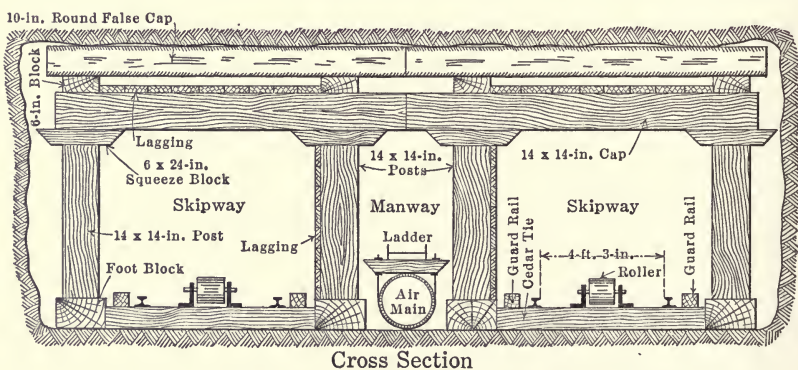 10-in. Round False Cap
6-in. Block
Lagging
6 x 24-in.
Squeeze Block
14 x 14-in.
Posts
14 x 14-in. Cap
Skipway
Manway
Skipway
Ladder
14 x 14-in. Post
Lagging
Foot Block
Air
Main
Guard Rail
Cedar Tie
4-ft. 3-in.
Roller
Guard Rail
Cross Section